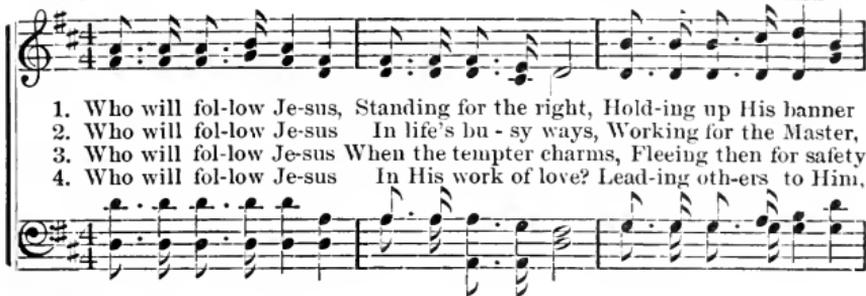 1. Who will fol-low Je-sus, Standing for the right, Hold-ing up His banner
2. Who will fol-low Je-sus In life's bu - sy ways, Working for the Master,
3. Who will fol-low Je-sus When the tempter charms, Fleeing then for safety
4. Who will fol-low Je-sus In His work of love? Lead-ing oth-ers to Him,